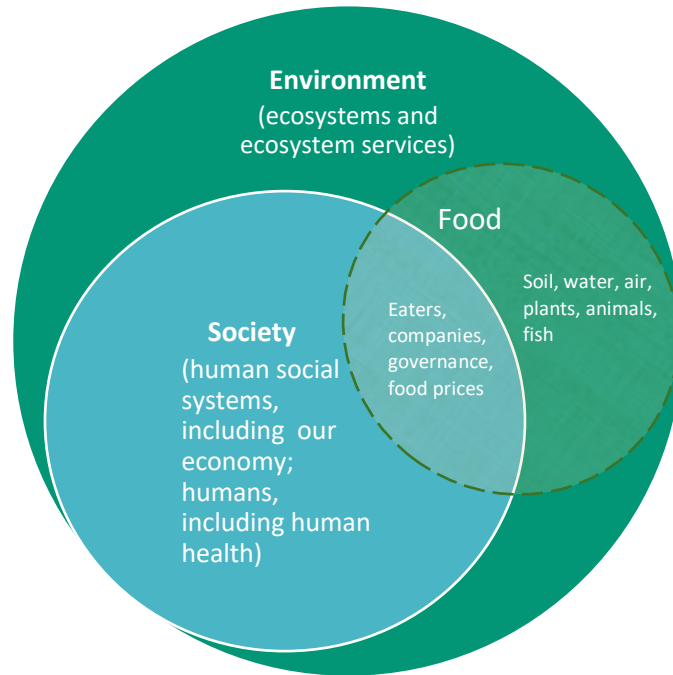 Environment
(ecosystems and
ecosystem services)
Food
Soil, water, air,
plants, animals,
fish
Eaters,
companies,
governance,
food prices
Society
(human social
systems,
including our
economy;
humans,
including human
health)